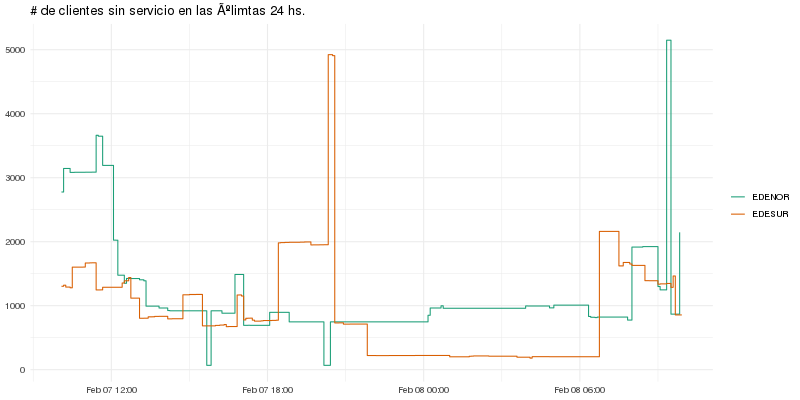 # de clientes sin servicio en las Ãºlimtas 24 hs.
5000
4000
3000
2000
1000
0
Feb 07 12:00
Feb 07 18:00
Feb 08 00:00
Feb 08 06:00
EDENOR
EDESUR